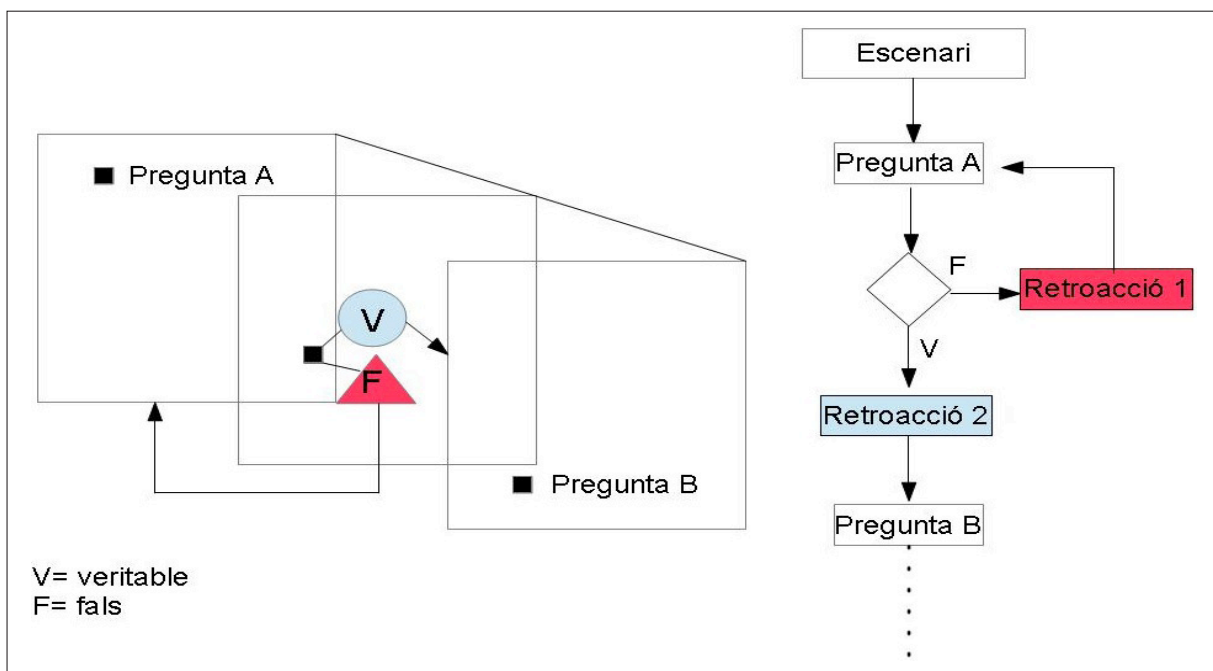 Pregunta A
V
F
Pregunta B
V= veritable
F= fals
Escenari
Pregunta A
F
Retroacció 1
V
Retroacció 2
Pregunta B